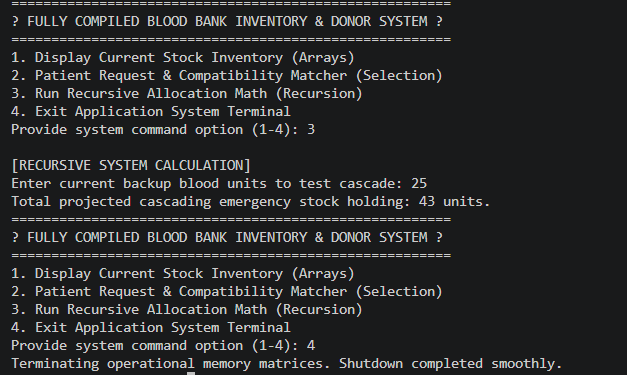 ==================================================
? FULLY COMPILED BLOOD BANK INVENTORY & DONOR SYSTEM ?
==================================================
1. Display Current Stock Inventory (Arrays)
2. Patient Request & Compatibility Matcher (Selection)
3. Run Recursive Allocation Math (Recursion)
4. Exit Application System Terminal
Provide system command option (1-4): 3
[RECURSIVE SYSTEM CALCULATION]
Enter current backup blood units to test cascade: 25
Total projected cascading emergency stock holding: 43 units.
==================================================
? FULLY COMPILED BLOOD BANK INVENTORY & DONOR SYSTEM ?
==================================================
1. Display Current Stock Inventory (Arrays)
2. Patient Request & Compatibility Matcher (Selection)
3. Run Recursive Allocation Math (Recursion)
4. Exit Application System Terminal
Provide system command option (1-4): 4
Terminating operational memory matrices. Shutdown completed smoothly.